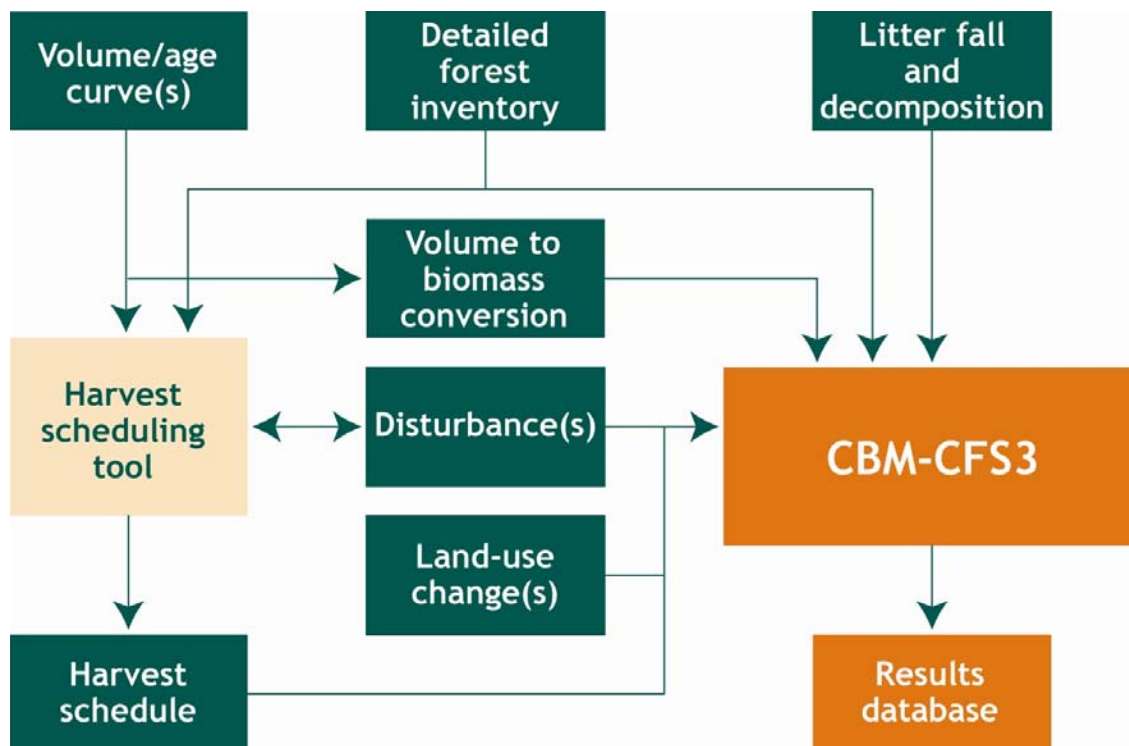 Volume/age
curve(s)
Detailed
forest
inventory
Litter fall
and
decomposition
Volume to
biomass
conversion
Harvest
scheduling
tool
Disturbance(s)
CBM-CFS3
Land-use
change(s)
Harvest
schedule
Results
database